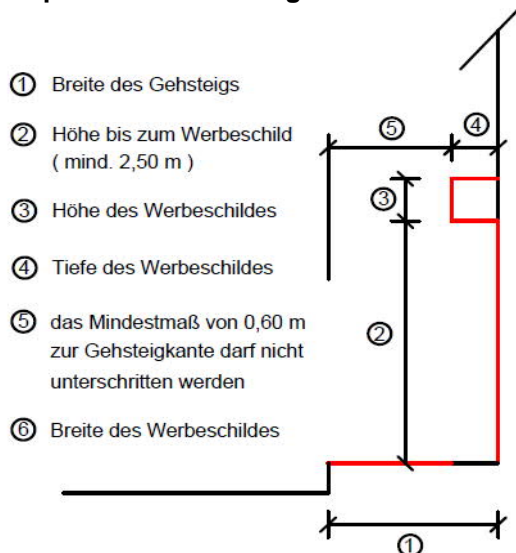 ① Breite des Gehsteigs
② Höhe bis zum Werbeschild
( mind. 2,50 m )
③ Höhe des Werbeschildes
④ Tiefe des Werbeschildes
⑤ das Mindestmaß von 0,60 m
zur Gehsteigkante darf nicht
unterschritten werden
⑥ Breite des Werbeschildes
⑤ ④
③
②
①